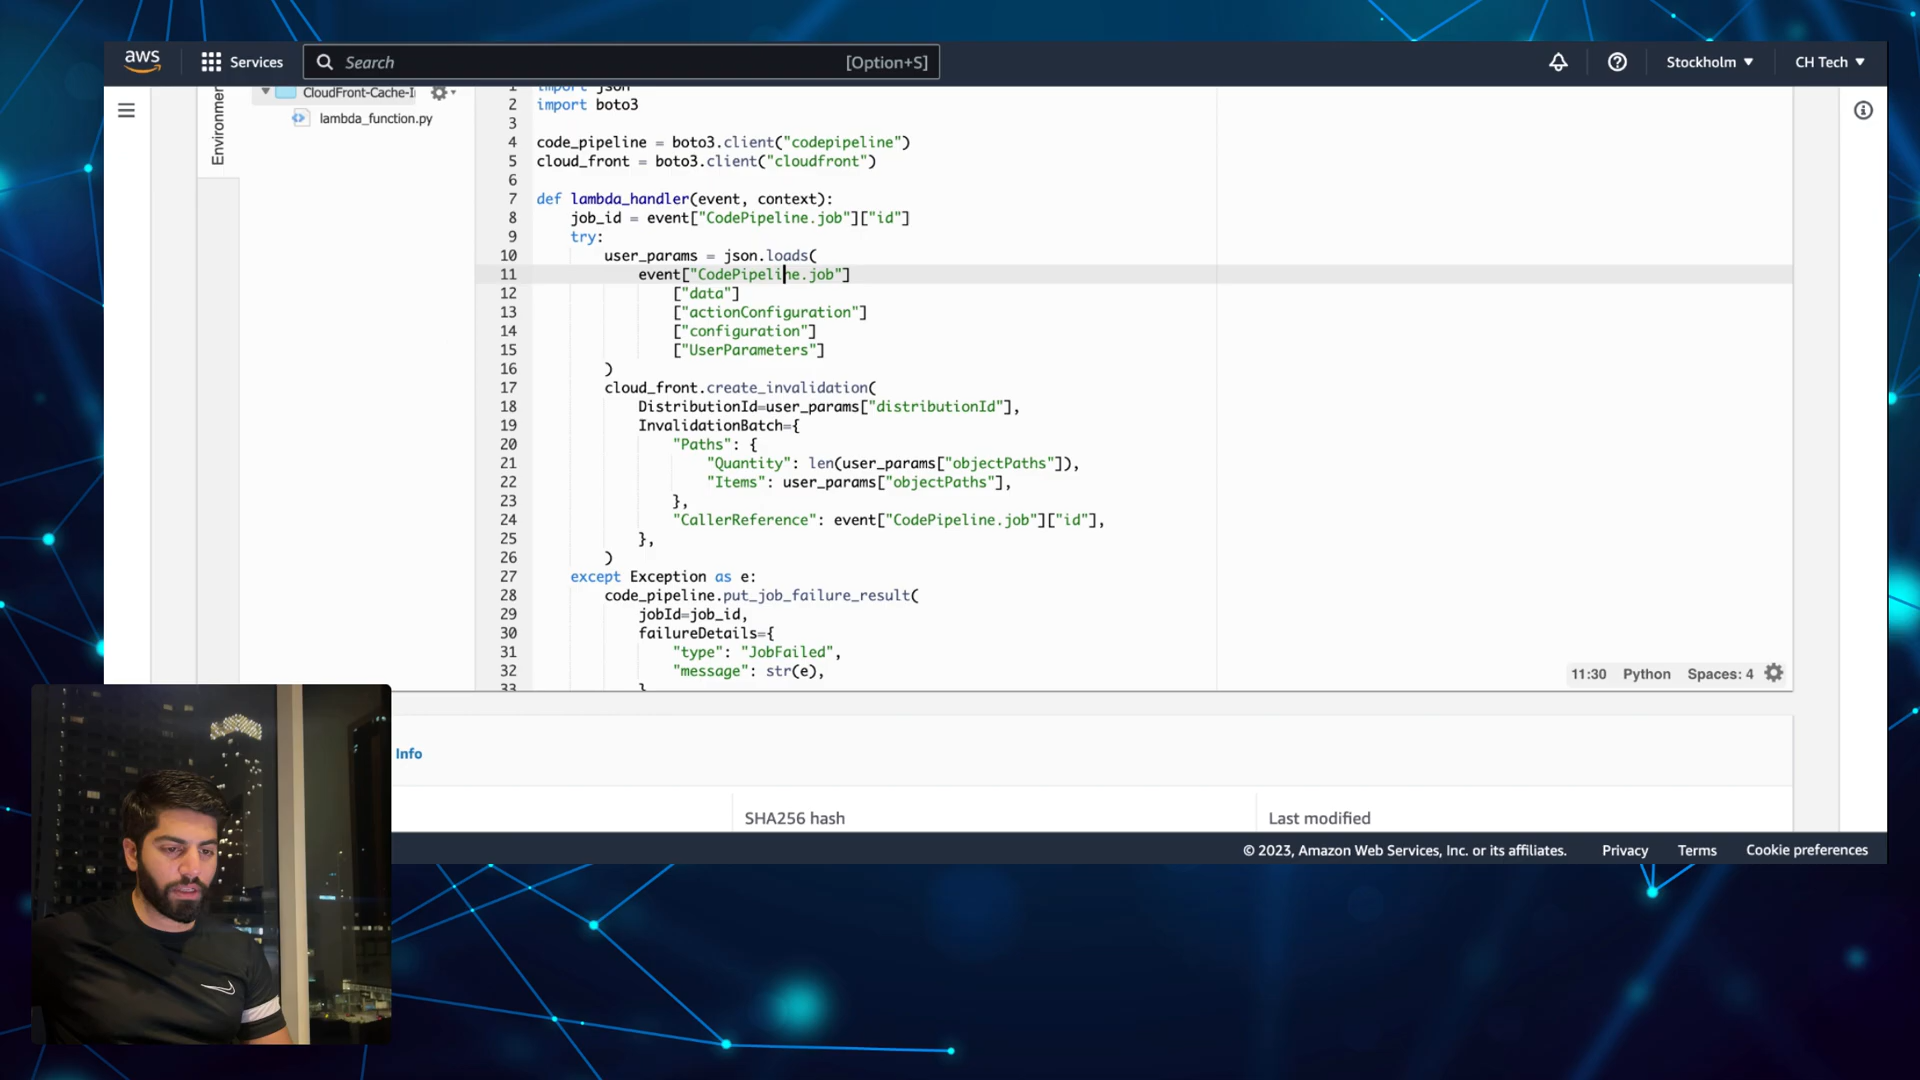 aws
Services
Search
[Option+S]
Stockholm
CH Tech
CloudFront-Cache-I
lambda_function.py
1 import json
2 import boto3
3
4 code_pipeline = boto3.client("codepipeline")
5 cloud_front = boto3.client("cloudfront")
6
7 def lambda_handler(event, context):
8 job_id = event["CodePipeline.job"]["id"]
9 try:
10 user_params = json.loads(
11 event["CodePipeline.job"]
12 ["data"]
13 ["actionConfiguration"]
14 ["configuration"]
15 ["UserParameters"]
16 )
17 cloud_front.create_invalidation(
18 DistributionId=user_params["distributionId"],
19 InvalidationBatch={
20 "Paths": {
21 "Quantity": len(user_params["objectPaths"]),
22 "Items": user_params["objectPaths"],
23 },
24 "CallerReference": event["CodePipeline.job"]["id"],
25 },
26 )
27 except Exception as e:
28 code_pipeline.put_job_failure_result(
29 jobId=job_id,
30 failureDetails={
31 "type": "JobFailed",
32 "message": str(e),
33 }
11:30 Python Spaces: 4
Info
SHA256 hash
Last modified
© 2023, Amazon Web Services, Inc. or its affiliates.
Privacy
Terms
Cookie preferences